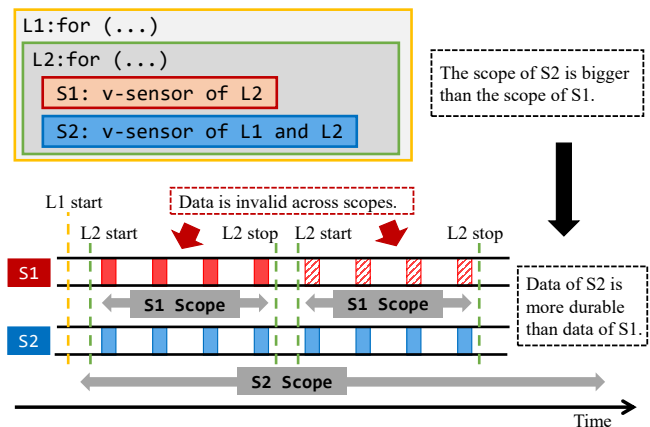 L1:for (...)
L2:for (...)
S1: v-sensor of L2
S2: v-sensor of L1 and L2
The scope of S2 is bigger
than the scope of S1.
L1 start
Data is invalid across scopes.
L2 start
L2 stop
L2 start
L2 stop
S1
S1 Scope
S1 Scope
Data of S2 is
more durable
than data of S1.
S2
S2 Scope
Time